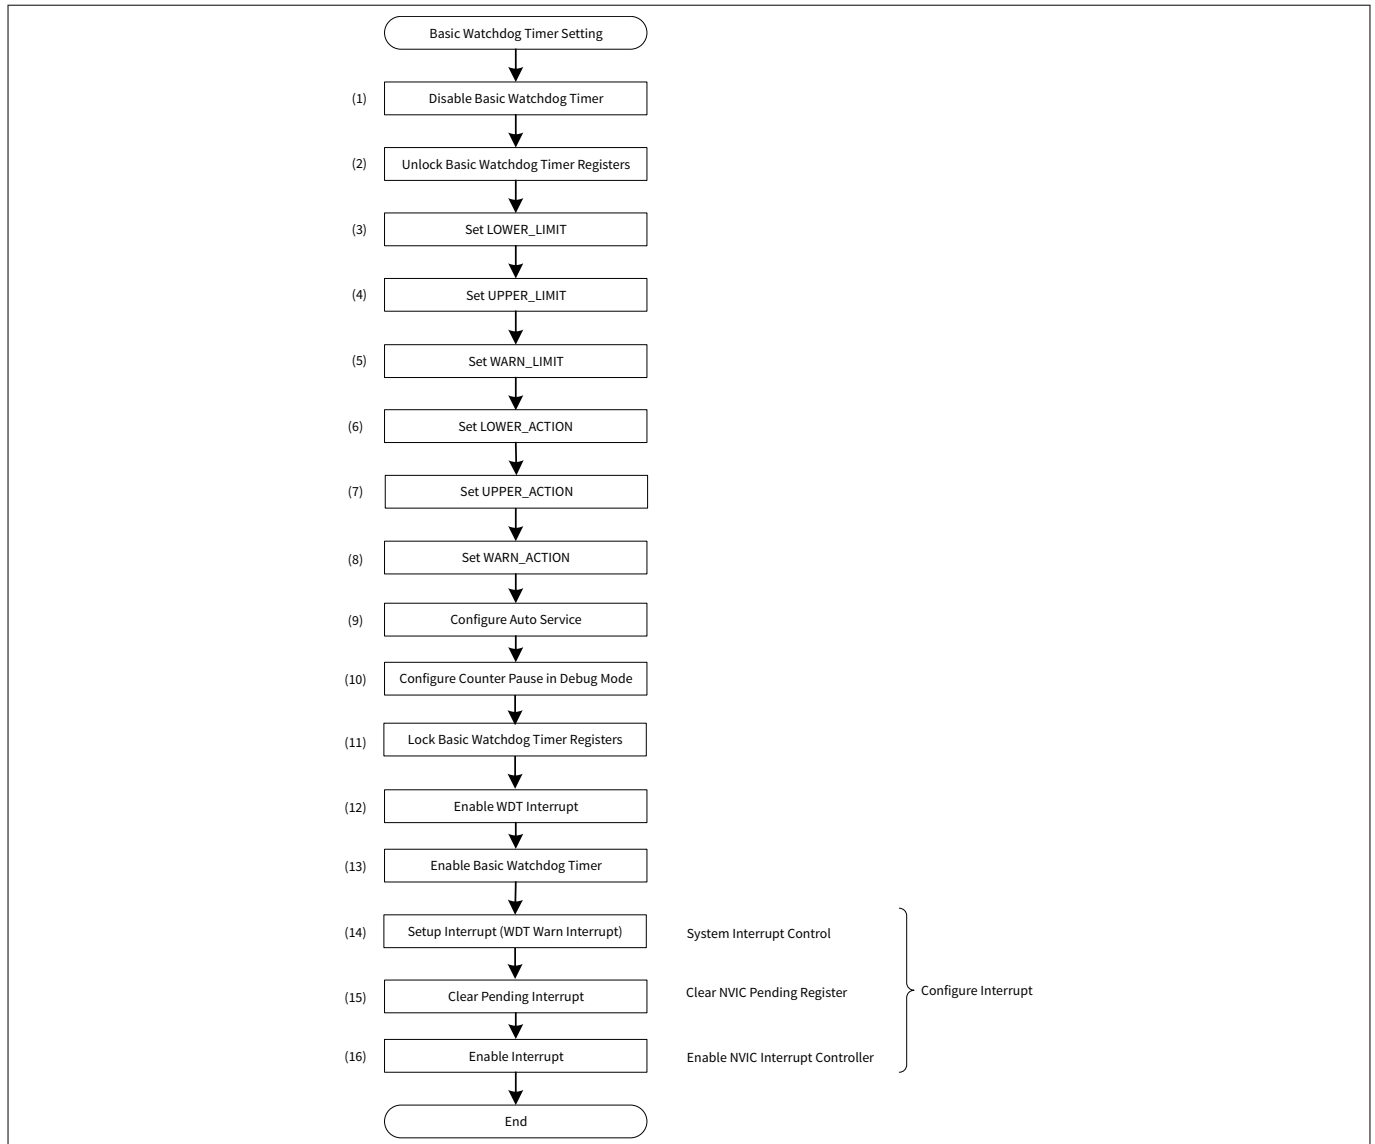 Basic Watchdog Timer Setting
(1) Disable Basic Watchdog Timer
(2) Unlock Basic Watchdog Timer Registers
(3) Set LOWER_LIMIT
(4) Set UPPER_LIMIT
(5) Set WARN_LIMIT
(6) Set LOWER_ACTION
(7) Set UPPER_ACTION
(8) Set WARN_ACTION
(9) Configure Auto Service
(10) Configure Counter Pause in Debug Mode
(11) Lock Basic Watchdog Timer Registers
(12) Enable WDT Interrupt
(13) Enable Basic Watchdog Timer
(14) Setup Interrupt (WDT Warn Interrupt) System Interrupt Control
(15) Clear Pending Interrupt Clear NVIC Pending Register Configure Interrupt
(16) Enable Interrupt Enable NVIC Interrupt Controller
End